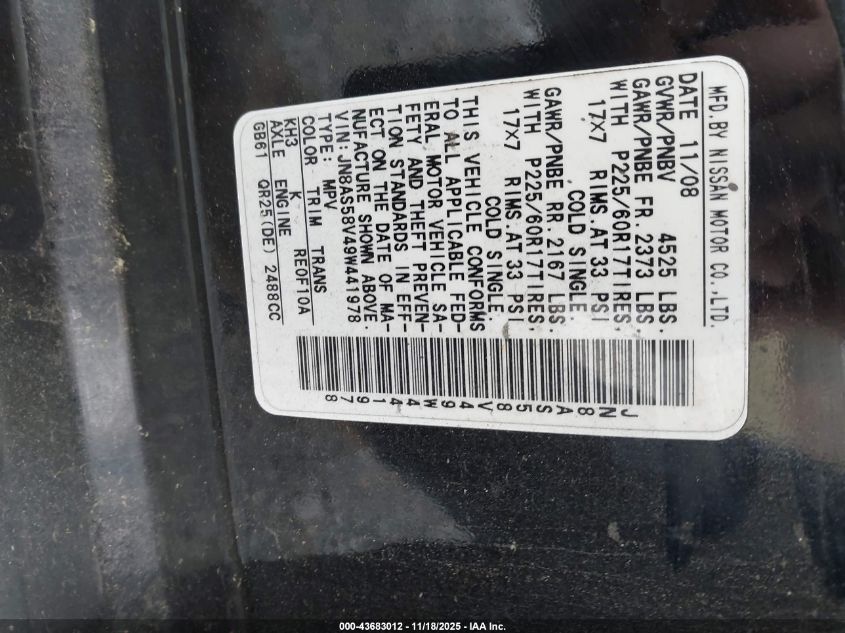 MFD.BY NISSAN MOTOR CO.,LTD.
DATE 11/08
GVWR/PNBV 4525 LBS.
GAWR/PNBE FR. 2373 LBS.
WITH P225/60R17TIRES,
17X7 RIMS.AT 33 PSI
COLD SINGLE.
GAWR/PNBE RR. 2167 LBS.
WITH P225/60R17TIRES
17X7 RIMS.AT 33 PSI
COLD SINGLE.
THIS VEHICLE CONFORMS
TO ALL APPLICABLE FED-
ERAL MOTOR VEHICLE SA-
FETY AND THEFT PREVEN-
TION STANDARDS IN EFF-
ECT ON THE DATE OF MA-
NUFACTURE SHOWN ABOVE.
VIN: JN8AS58V49W441978
TYPE: MPV
COLOR TRIM TRANS
KH3 K RE0F10A
AXLE ENGINE
GB61 QR25(DE) 2488CC
JN8AS58V49W441978
000-43683012 - 11/18/2025 - IAA Inc.